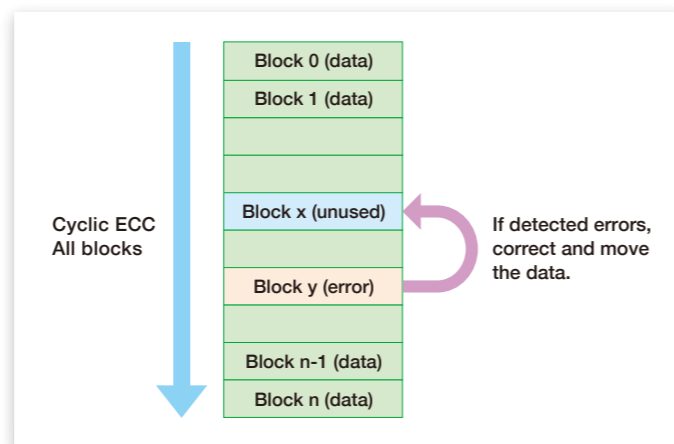 Block 0 (data)
Block 1 (data)
Block x (unused)
Cyclic ECC
All blocks
If detected errors,
correct and move
the data.
Block y (error)
Block n-1 (data)
Block n (data)